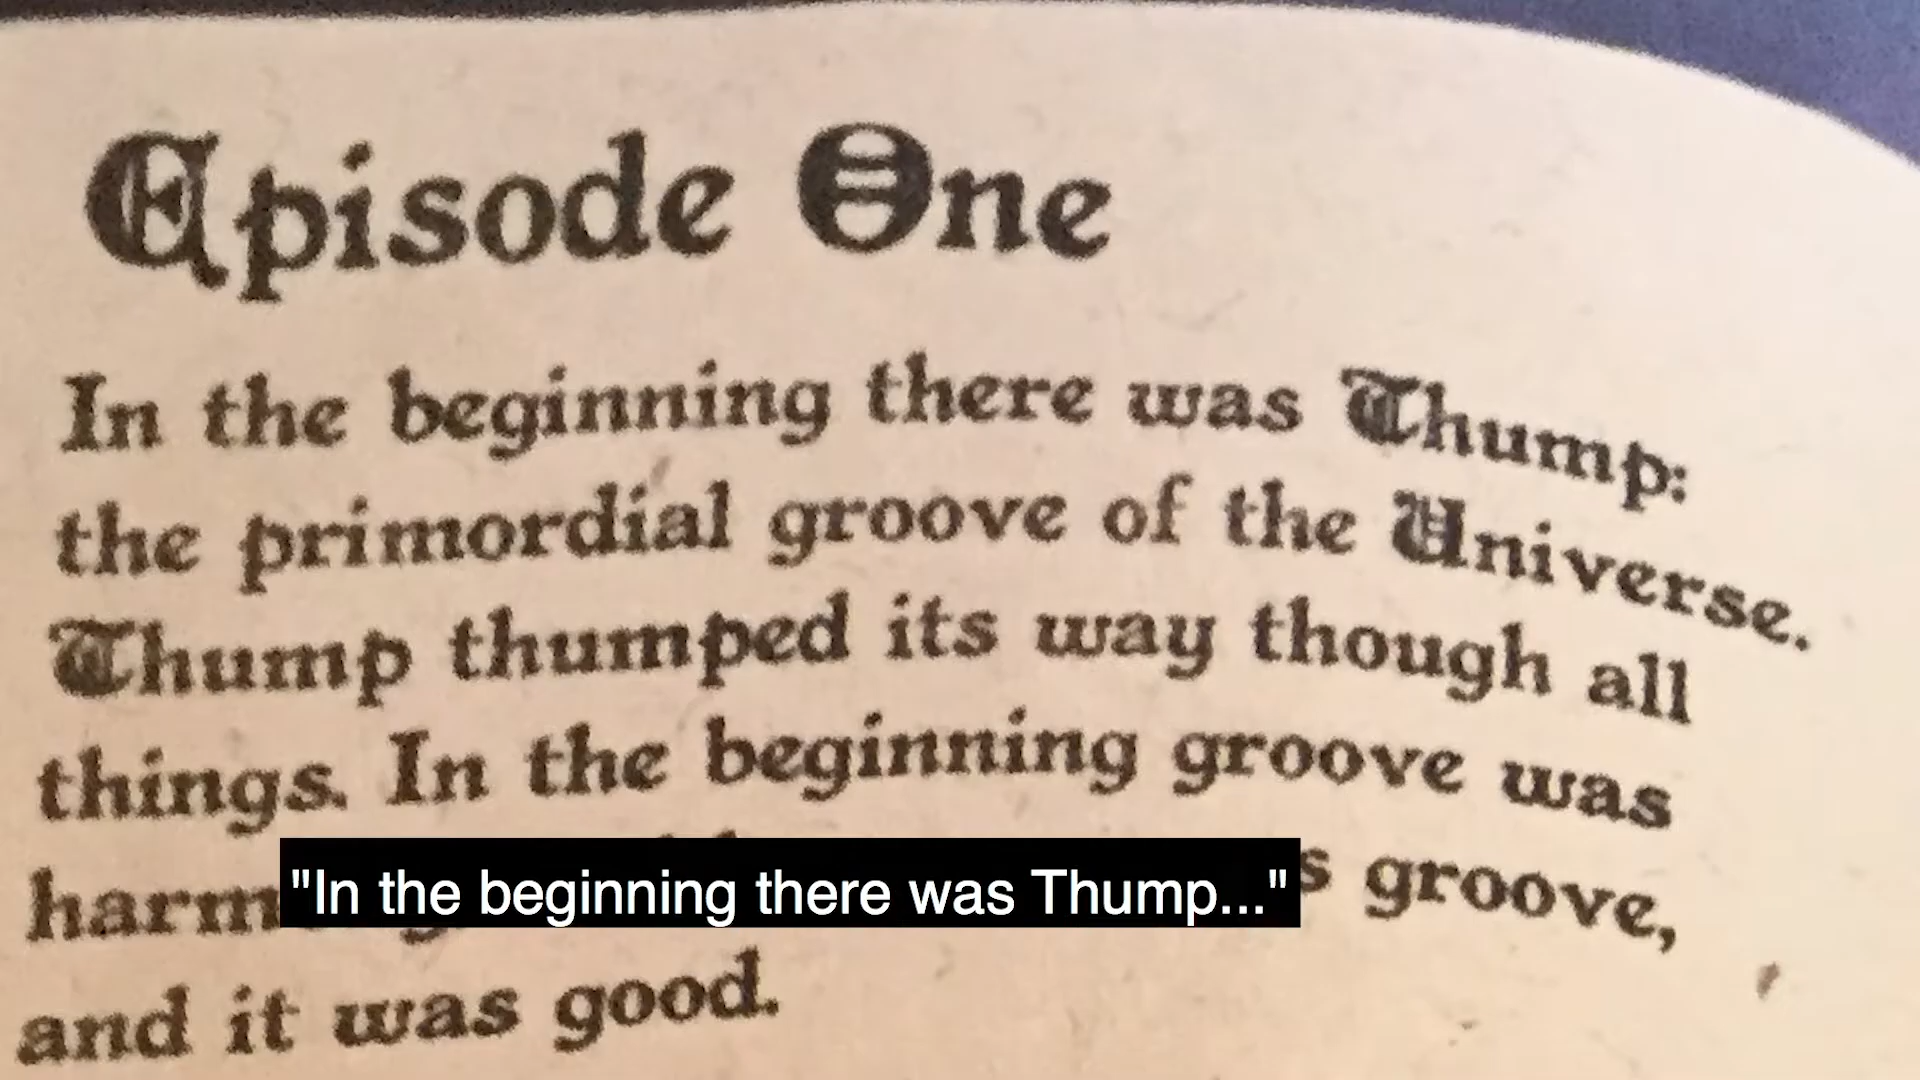 Episode One
In the beginning there was Thump:
the primordial groove of the Universe.
Thump thumped its way though all
things. In the beginning groove was
groove,
"In the beginning there was Thump..."
and it was good.